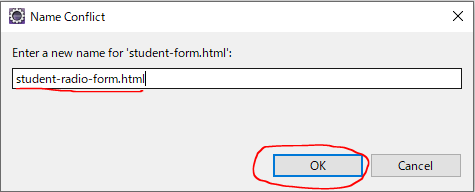 Name Conflict
Enter a new name for 'student-form.html':
student-radio-form.html
OK
Cancel